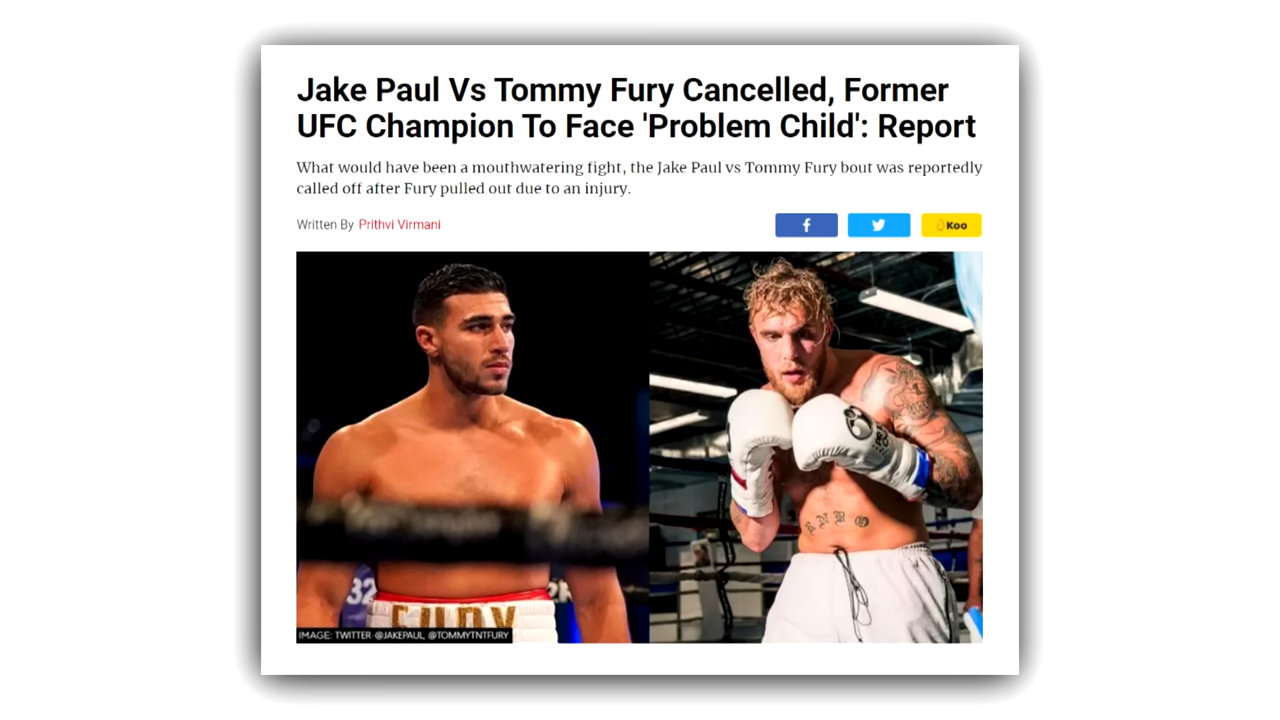 Jake Paul Vs Tommy Fury Cancelled, Former
UFC Champion To Face 'Problem Child': Report
What would have been a mouthwatering fight, the Jake Paul vs Tommy Fury bout was reportedly
called off after Fury pulled out due to an injury.
Written By Prithvi Virmani
f
Koo
32
FURY
IMAGE: TWITTER @JAKEPAUL, @TOMMYTNTFURY